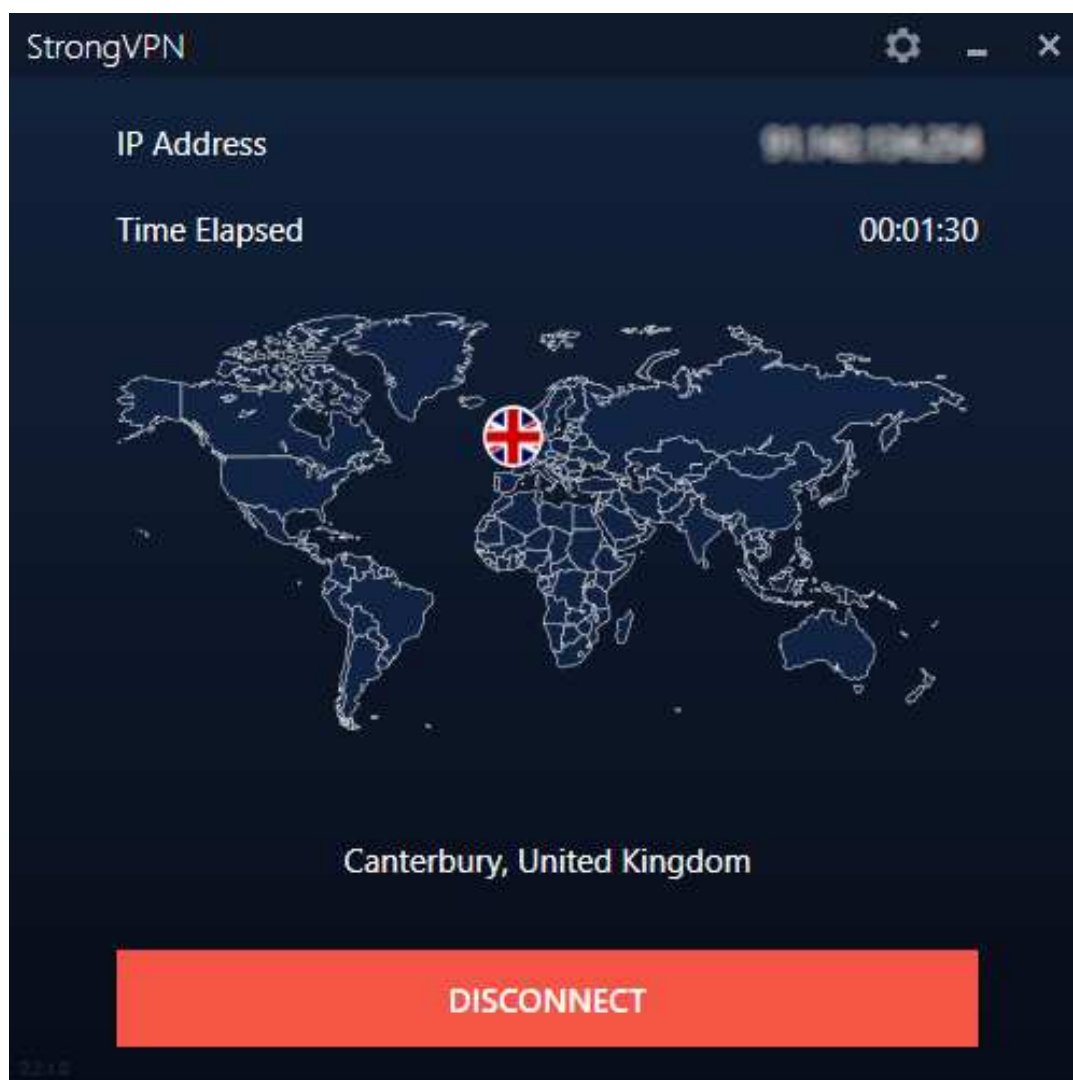 StrongVPN
IP Address
Time Elapsed 00:01:30
Canterbury, United Kingdom
DISCONNECT